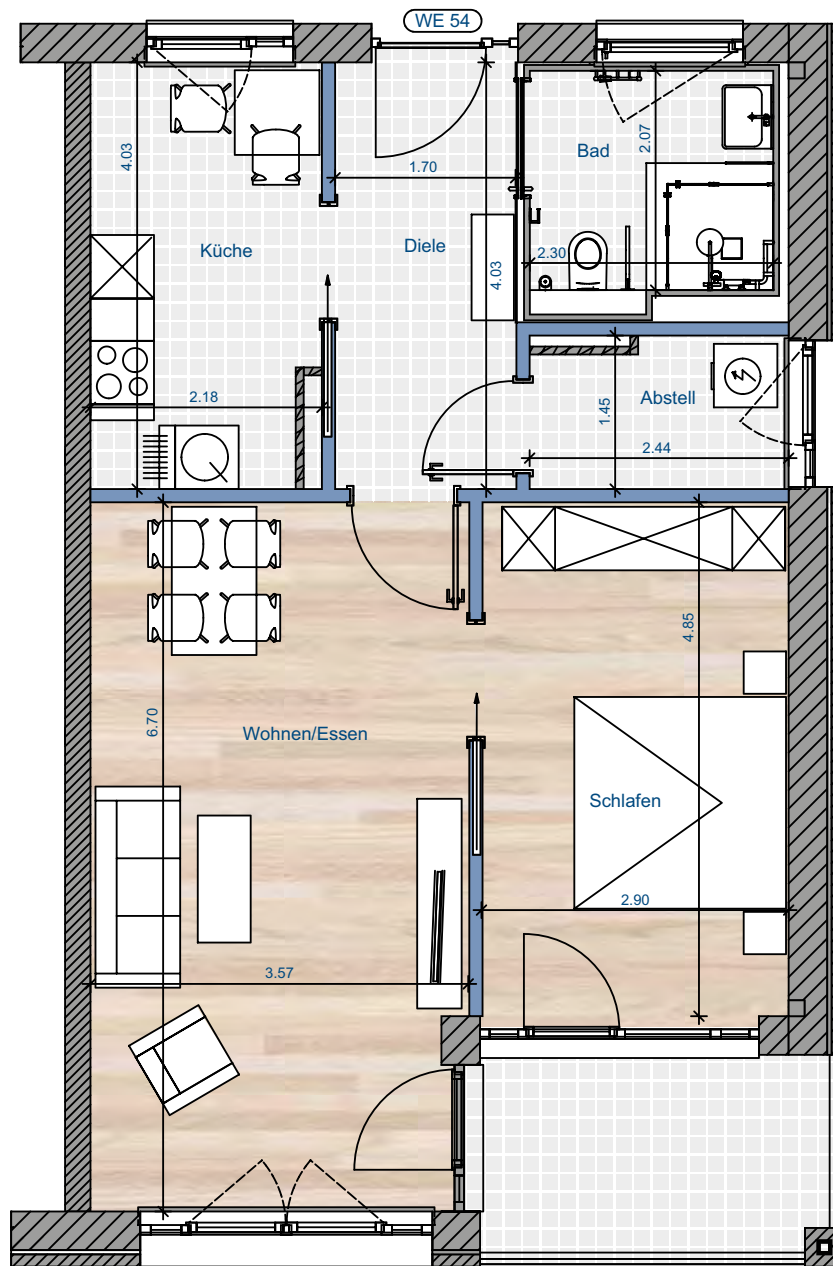 WE 54
4.03
Bad
2.07
1.70
Küche
Diele
2.30
4.03
2.18
Abstell
1.45
2.44
4.85
6.70
Wohnen/Essen
Schlafen
2.90
3.57